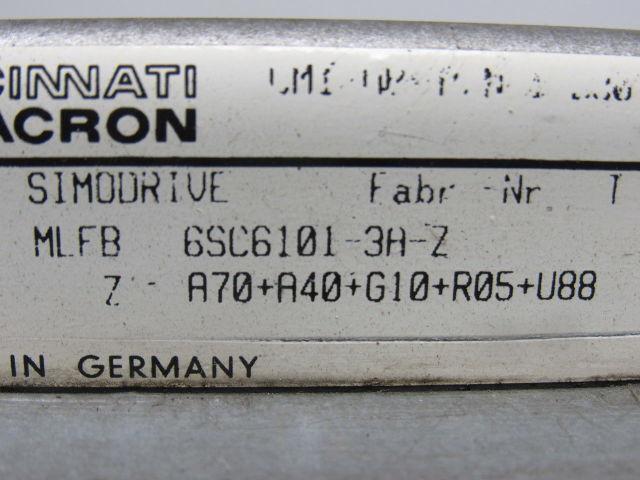 CINNATI
ACRON
SIMODRIVE Fabr -Nr T
MLFB 6SC6101-3A-Z
Z A70+A40+G10+R05+U88
IN GERMANY